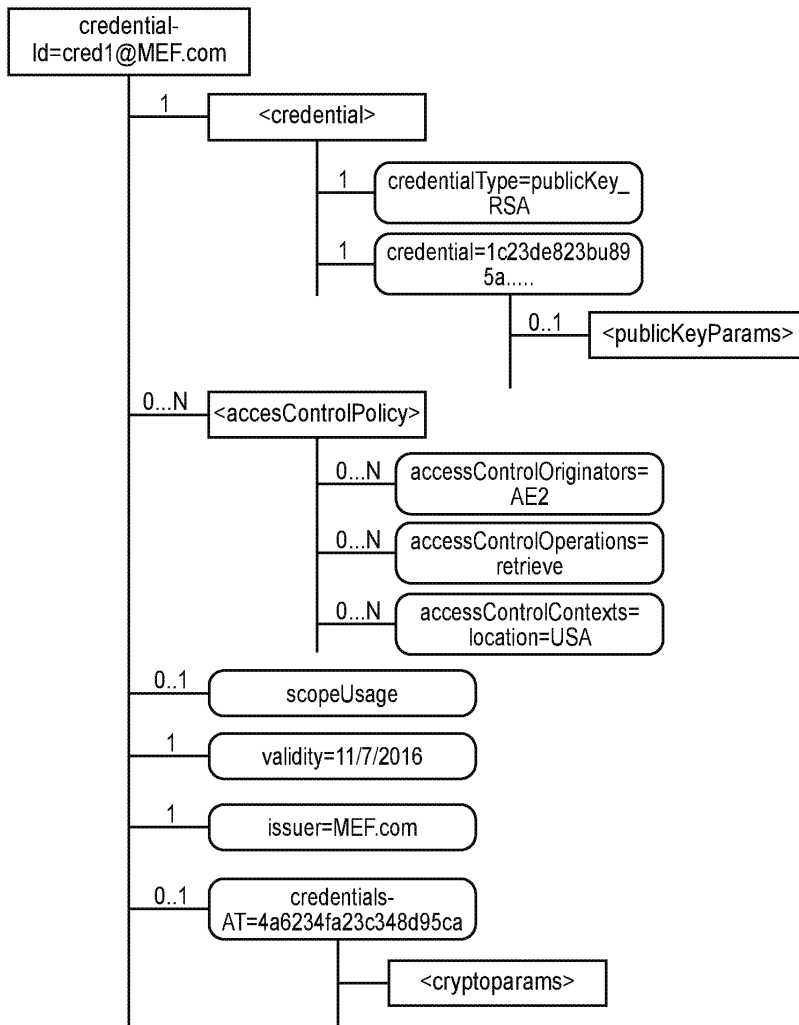 credential-
Id=cred1@MEF.com
1
<credential>
1
credentialType=publicKey_
RSA
1
credential=1c23de823bu89
5a.....
0..1
<publicKeyParams>
0...N
<accesControlPolicy>
0...N
accessControlOriginators=
AE2
0...N
accessControlOperations=
retrieve
0...N
accessControlContexts=
location=USA
0..1
scopeUsage
1
validity=11/7/2016
1
issuer=MEF.com
0..1
credentials-
AT=4a6234fa23c348d95ca
<cryptoparams>